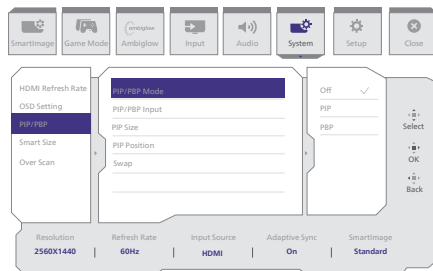 SmartImage Game Mode Ambiglow Input Audio System Setup Close
ambiglow
HDMI Refresh Rate
OSD Setting
PIP/PBP
Smart Size
Over Scan
PIP/PBP Mode
PIP/PBP Input
PIP Size
PIP Position
Swap
Off
PIP
PBP
Select
OK
Back
Resolution Refresh Rate Input Source Adaptive Sync SmartImage
2560X1440 | 60Hz | HDMI | On | Standard